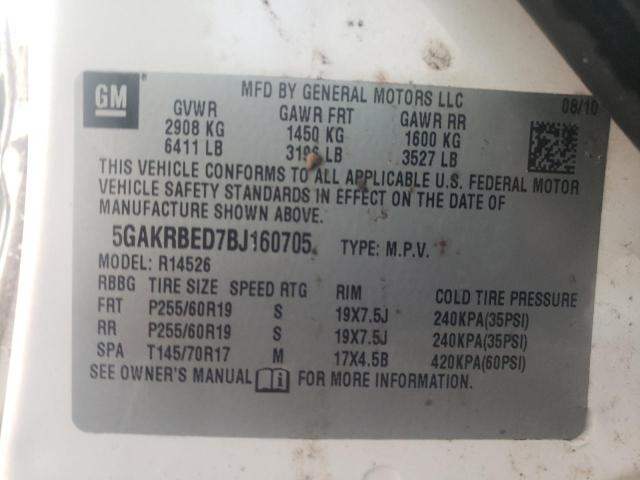 GM
MFD BY GENERAL MOTORS LLC 08/10
GVWR GAWR FRT GAWR RR
2908 KG 1450 KG 1600 KG
6411 LB 3196 LB 3527 LB
THIS VEHICLE CONFORMS TO ALL APPLICABLE U.S. FEDERAL MOTOR
VEHICLE SAFETY STANDARDS IN EFFECT ON THE DATE OF
MANUFACTURE SHOWN ABOVE.
5GAKRBED7BJ160705 TYPE: M.P.V.
MODEL: R14526
RBBG TIRE SIZE SPEED RTG RIM COLD TIRE PRESSURE
FRT P255/60R19 S 19X7.5J 240KPA(35PSI)
RR P255/60R19 S 19X7.5J 240KPA(35PSI)
SPA T145/70R17 M 17X4.5B 420KPA(60PSI)
SEE OWNER'S MANUAL FOR MORE INFORMATION.